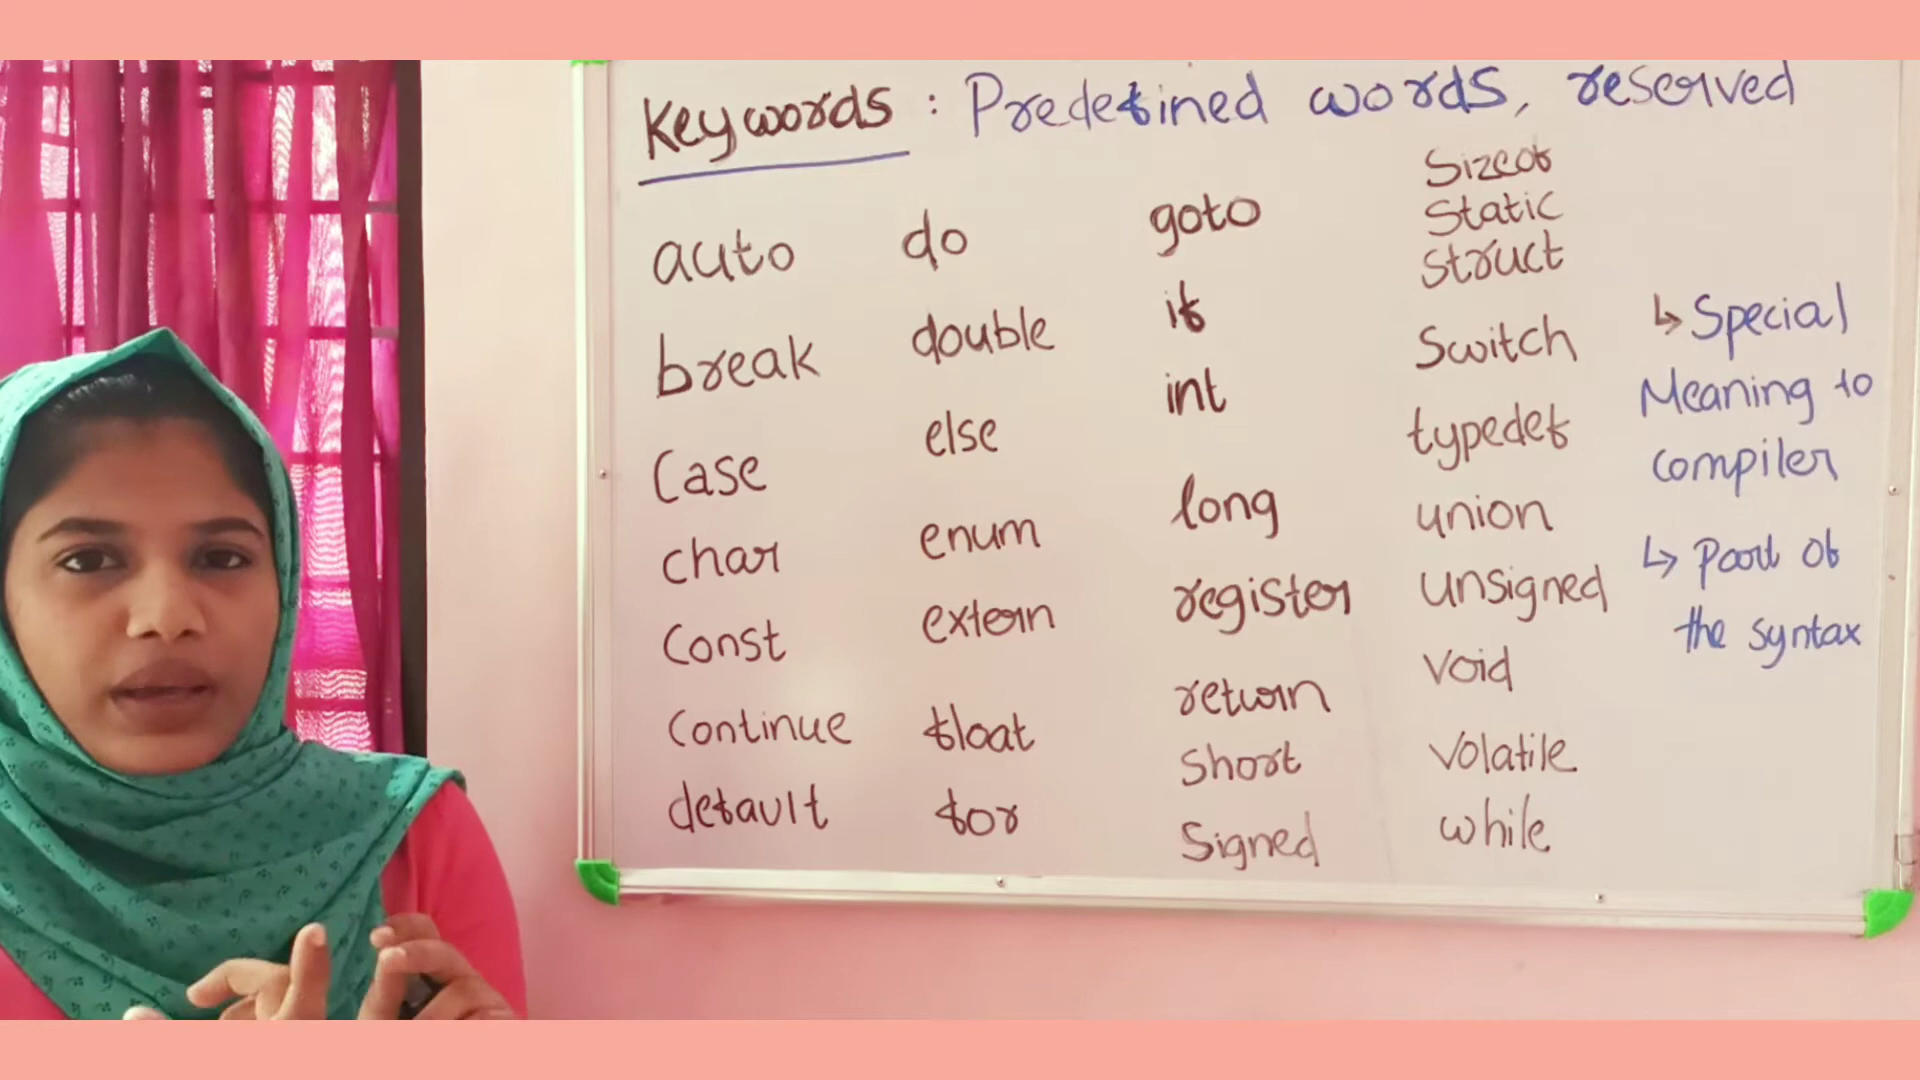 Keywords : Predefined words, reserved
auto
break
Case
char
Const
Continue
default
do
double
else
enum
extern
float
for
goto
if
int
long
register
return
Short
Signed
Sizeof
Static
Struct
Switch
typedef
union
unsigned
Void
Volatile
while
↳ Special
Meaning to
compiler
↳ Part of
the syntax